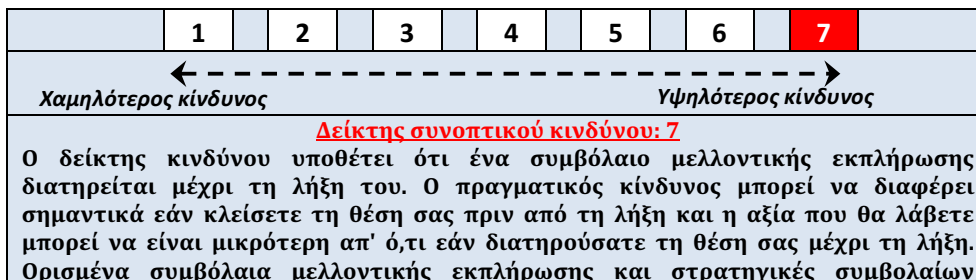 1 2 3 4 5 6 7
Χαμηλότερος κίνδυνος Υψηλότερος κίνδυνος
Δείκτης συνοπτικού κινδύνου: 7
Ο δείκτης κινδύνου υποθέτει ότι ένα συμβόλαιο μελλοντικής εκπλήρωσης
διατηρείται μέχρι τη λήξη του. Ο πραγματικός κίνδυνος μπορεί να διαφέρει
σημαντικά εάν κλείσετε τη θέση σας πριν από τη λήξη και η αξία που θα λάβετε
μπορεί να είναι μικρότερη απ' ό,τι εάν διατηρούσατε τη θέση σας μέχρι τη λήξη.
Ορισμένα συμβόλαια μελλοντικής εκπλήρωσης και στρατηγικές συμβολαίων